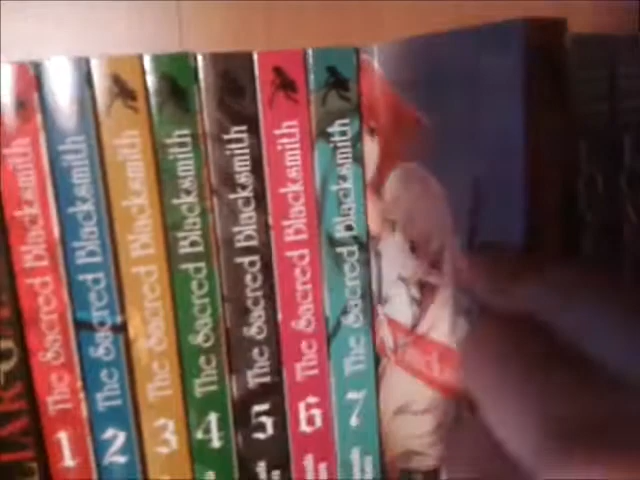 The Sacred Blacksmith 1
The Sacred Blacksmith 2
The Sacred Blacksmith 3
The Sacred Blacksmith 4
The Sacred Blacksmith 5
The Sacred Blacksmith 6
The Sacred Blacksmith 7